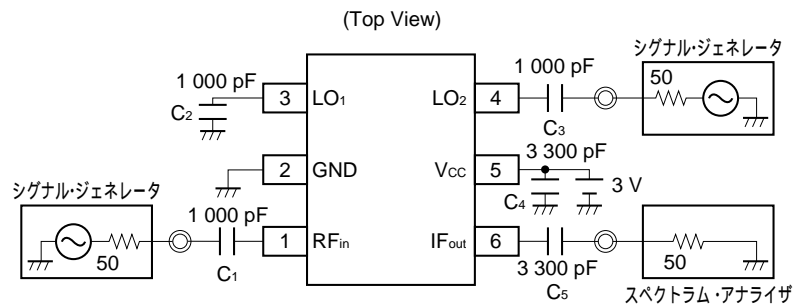 (Top View)
シグナル・ジェネレータ
1 000 pF
1 000 pF
50
3
LO1
LO2
4
C2
C3
3 300 pF
2
GND
VCC
5
3 V
シグナル・ジェネレータ
C4
1 000 pF
1
RFin
IFout
6
50
C1
3 300 pF
50
C5
スペクトラム・アナライザ